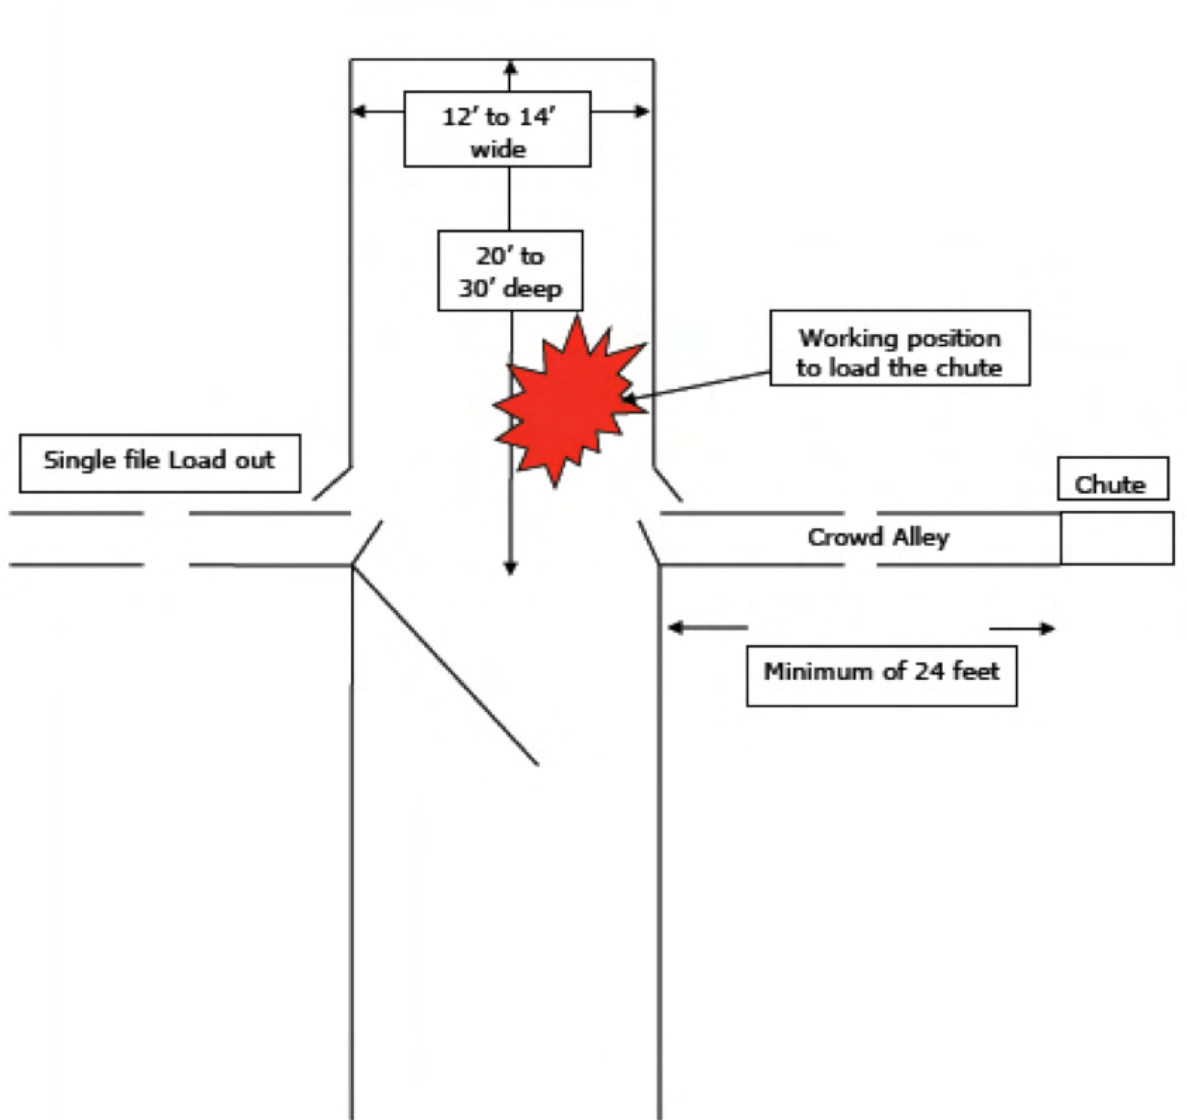 12’ to 14’
wide
20’ to
30’ deep
Working position
to load the chute
Single file Load out
Chute
Crowd Alley
Minimum of 24 feet